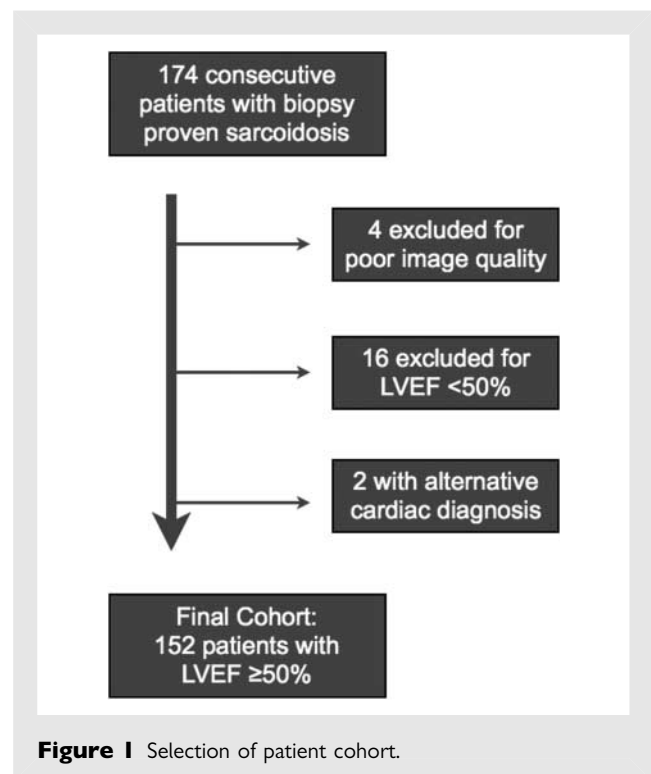 174 consecutive
patients with biopsy
proven sarcoidosis
4 excluded for
poor image quality
16 excluded for
LVEF <50%
2 with alternative
cardiac diagnosis
Final Cohort:
152 patients with
LVEF ≥50%
Figure 1 Selection of patient cohort.